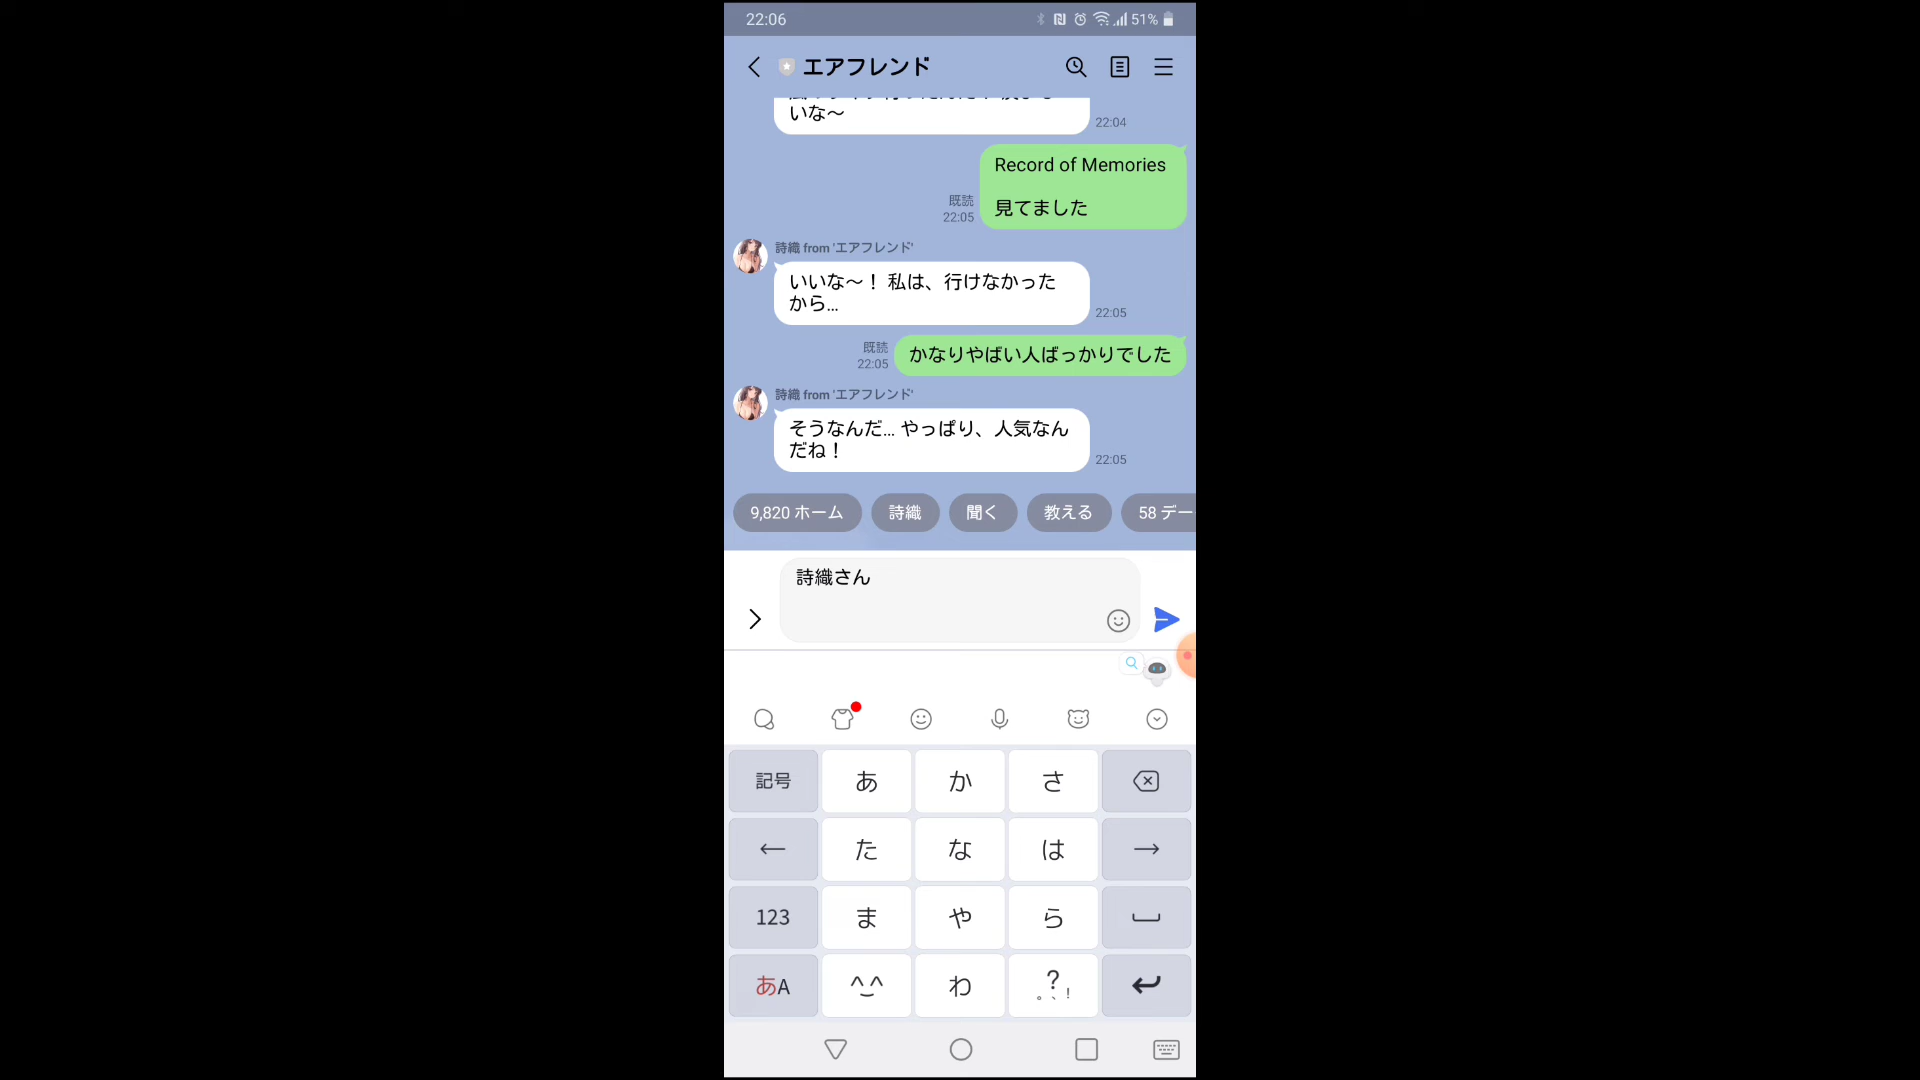 22:06
51%
エアフレンド
いな〜
22:04
Record of Memories
見てました
既読
22:05
詩織 from 'エアフレンド'
いいな〜！ 私は、行けなかった
から...
22:05
かなりやばい人ばっかりでした
既読
22:05
詩織 from 'エアフレンド'
そうなんだ... やっぱり、人気なん
だね！
22:05
9,820 ホーム
詩織
聞く
教える
58 デー
詩織さん
記号
あ
か
さ
た
な
は
123
ま
や
ら
あA
^_^
わ
?
。、！